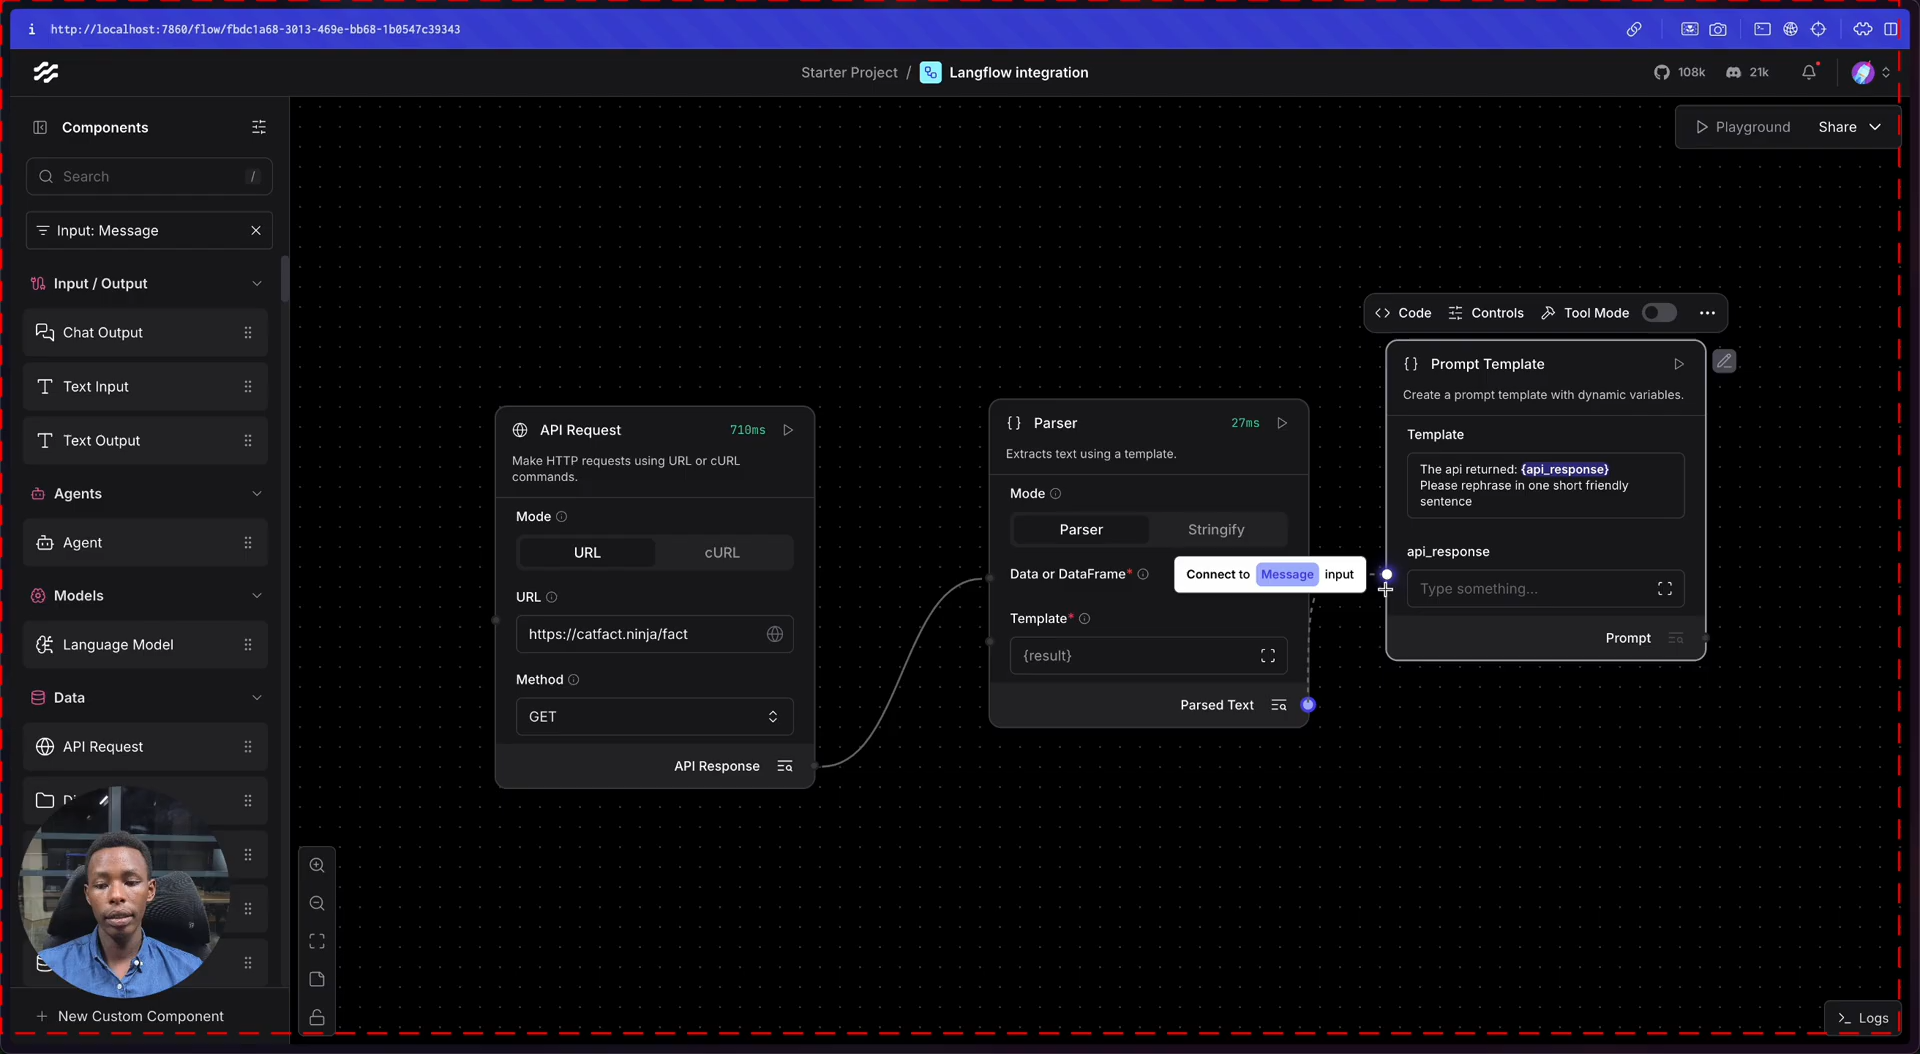 http://localhost:7860/flow/fbdc1a68-3013-469e-bb68-1b0547c39343
Starter Project / Langflow integration
108k
21k
Components
Playground
Share
Search /
Input: Message
Input / Output
Chat Output
Text Input
Text Output
Agents
Agent
Models
Language Model
Data
API Request
New Custom Component
API Request 710ms
Make HTTP requests using URL or cURL
commands.
Mode
URL cURL
URL
https://catfact.ninja/fact
Method
GET
API Response
Parser 27ms
Extracts text using a template.
Mode
Parser Stringify
Data or DataFrame*
Connect to Message input
Template*
{result}
Parsed Text
Code Controls Tool Mode
Prompt Template
Create a prompt template with dynamic variables.
Template
The api returned: {api_response}
Please rephrase in one short friendly
sentence
api_response
Type something...
Prompt
Logs